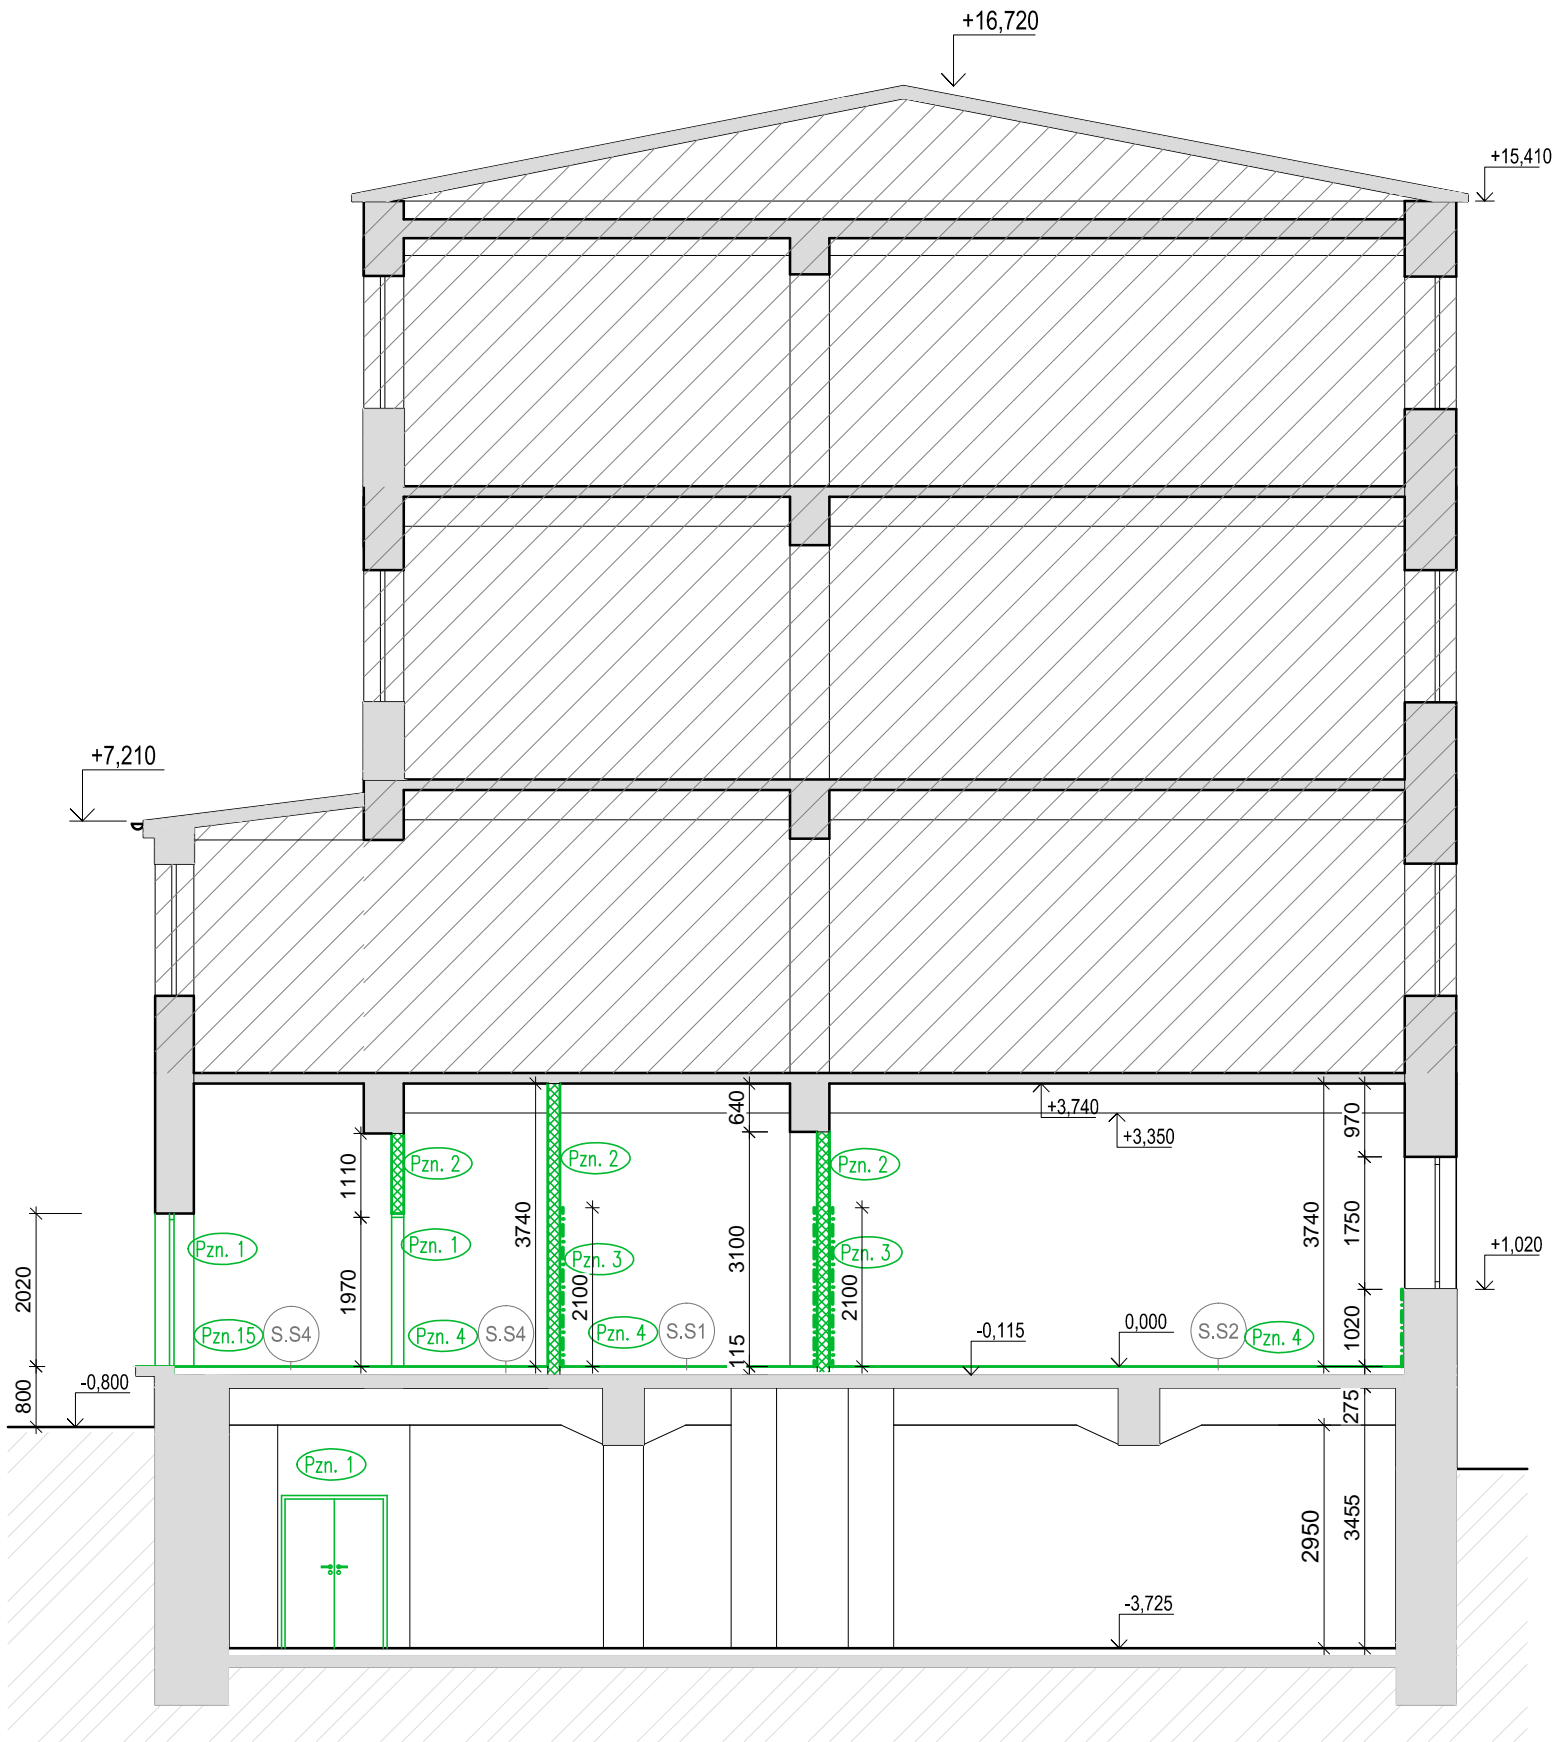 +16,720
+15,410
+7,210
640
+3,740
970
+3,350
Pzn. 2
Pzn. 2
Pzn. 2
1110
3740
3100
3740
1750
Pzn. 1
Pzn. 1
Pzn. 3
Pzn. 3
+1,020
2020
1970
2100
2100
Pzn.15
S.S4
Pzn. 4
S.S4
Pzn. 4
S.S1
115
-0,115
0,000
S.S2
Pzn. 4
1020
-0,800
800
275
Pzn. 1
2950
3455
-3,725